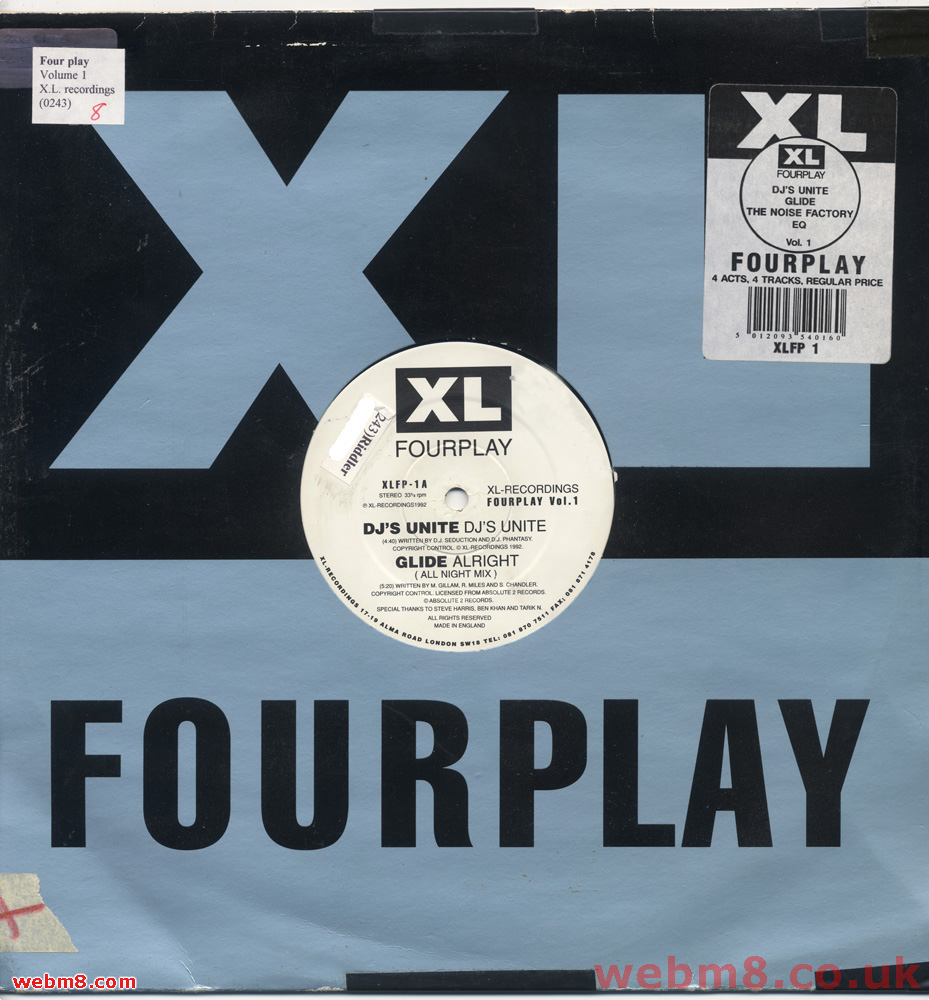 Four play
Volume 1
X.L. recordings
(0243)
8
XL
XL
XL
FOURPLAY
DJ'S UNITE
GLIDE
THE NOISE FACTORY
EQ
Vol. 1
FOURPLAY
4 ACTS, 4 TRACKS, REGULAR PRICE
5 012093 540160
XLFP 1
XL
FOURPLAY
243)Riddler
XLFP-1A
STEREO 33⅓ rpm
℗ XL-RECORDINGS1992
XL-RECORDINGS
FOURPLAY Vol.1
DJ'S UNITE DJ'S UNITE
(4:40) WRITTEN BY D.J. SEDUCTION AND D.J. PHANTASY.
COPYRIGHT CONTROL. © XL-RECORDINGS 1992.
GLIDE ALRIGHT
( ALL NIGHT MIX )
(5:20) WRITTEN BY M. GILLAM, R. MILES AND S. CHANDLER.
COPYRIGHT CONTROL. LICENSED FROM ABSOLUTE 2 RECORDS.
© ABSOLUTE 2 RECORDS.
SPECIAL THANKS TO STEVE HARRIS, BEN KHAN AND TARIK N.
ALL RIGHTS RESERVED
MADE IN ENGLAND
XL-RECORDINGS 17-19 ALMA ROAD LONDON SW18 TEL: 081 870 7511 FAX: 081 871 4178
FOURPLAY
webm8.com
webm8.co.uk